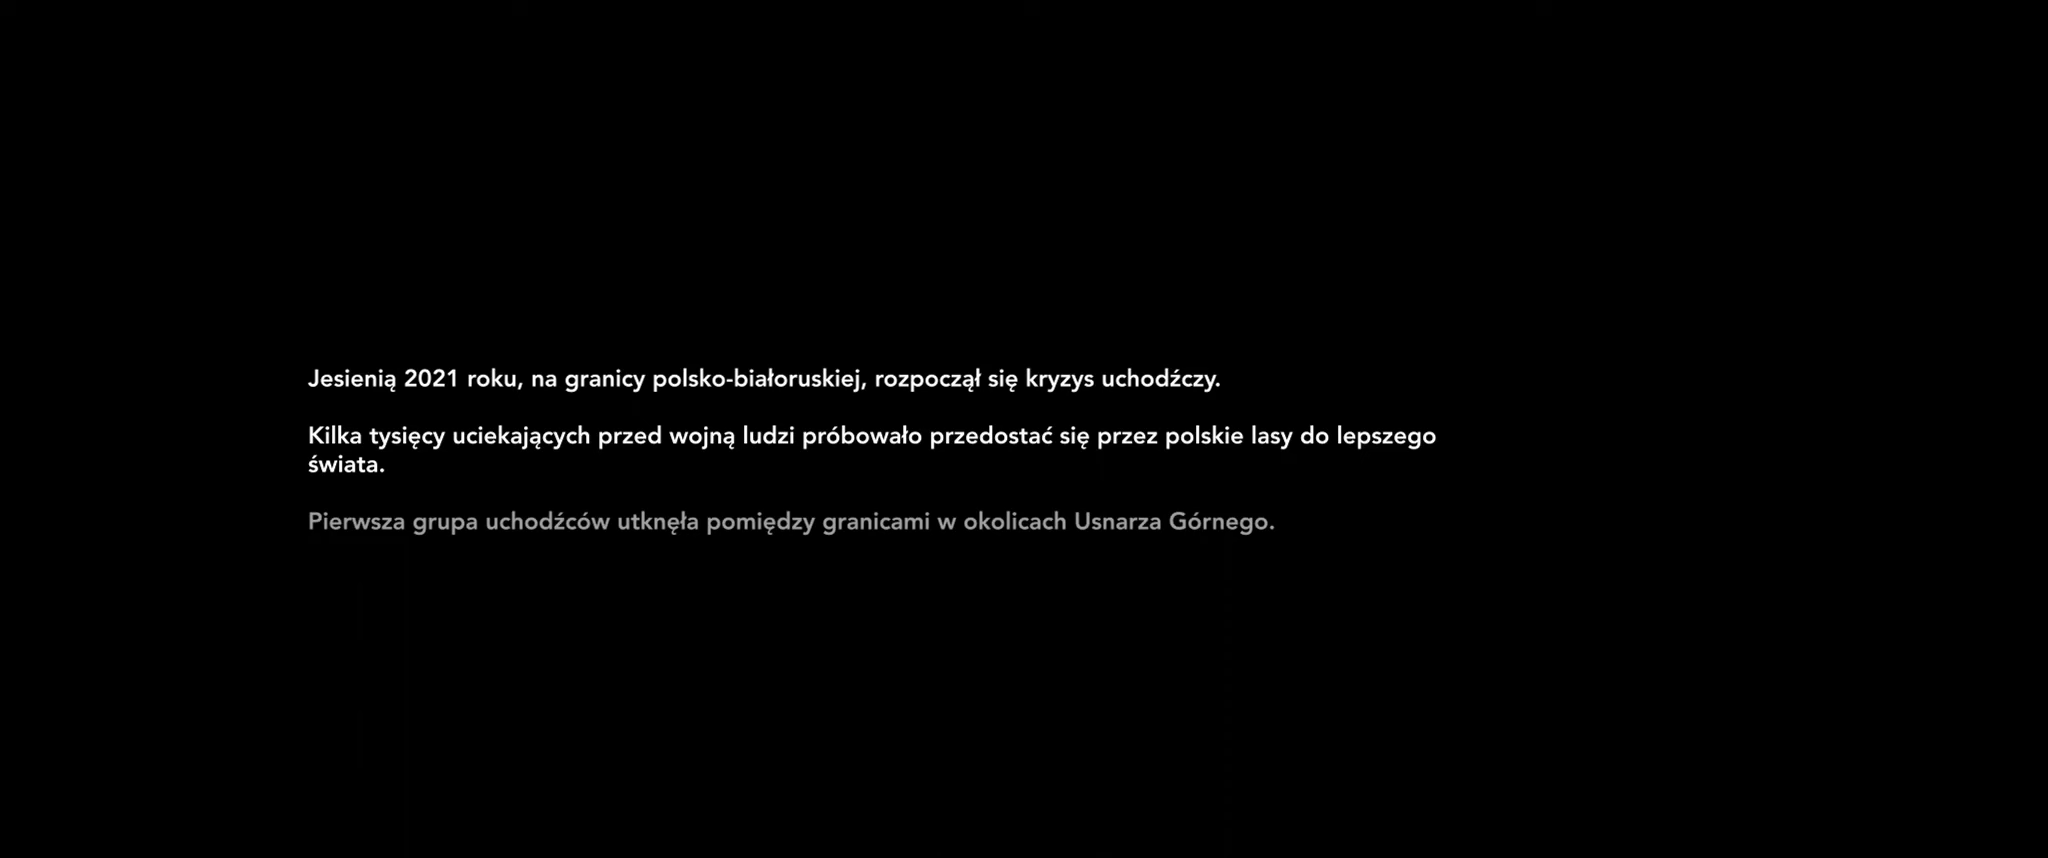 Jesienią 2021 roku, na granicy polsko-białoruskiej, rozpoczął się kryzys uchodźczy.
Kilka tysięcy uciekających przed wojną ludzi próbowało przedostać się przez polskie lasy do lepszego
świata.
Pierwsza grupa uchodźców utknęła pomiędzy granicami w okolicach Usnarza Górnego.